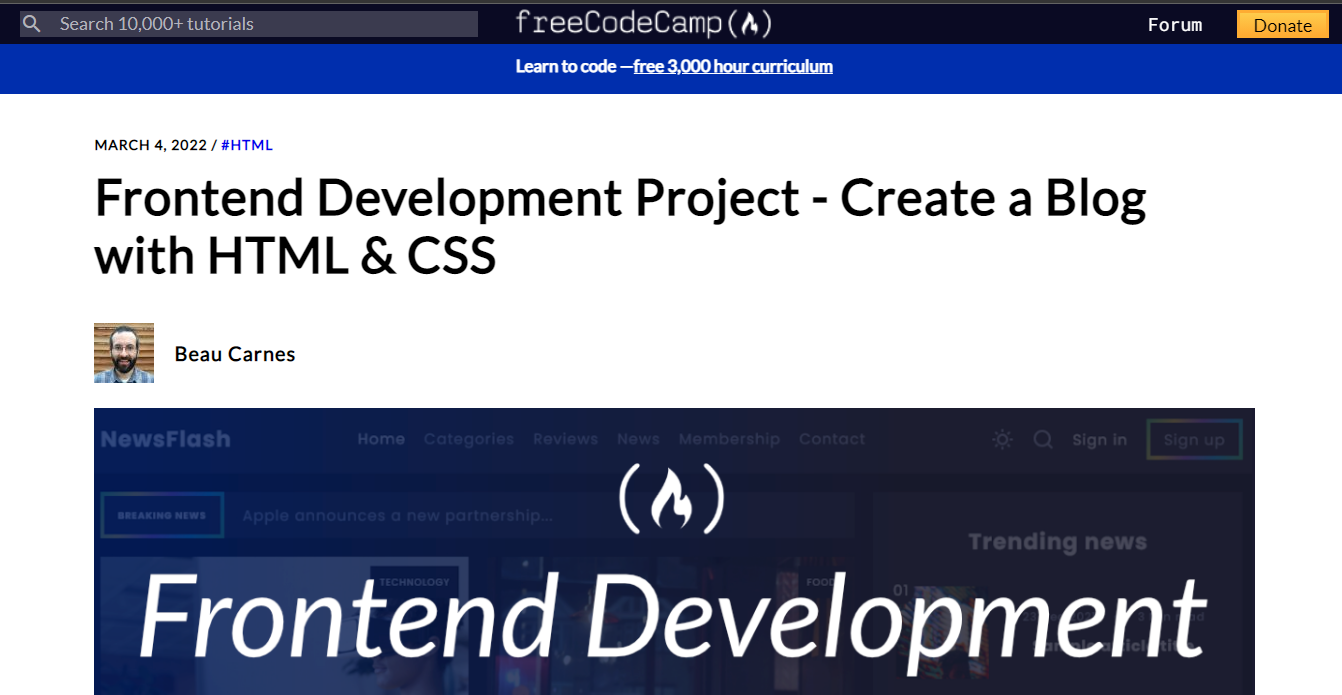 Search 10,000+ tutorials
freeCodeCamp
Forum
Donate
Learn to code —free 3,000 hour curriculum
MARCH 4, 2022 / #HTML
Frontend Development Project - Create a Blog
with HTML & CSS
Beau Carnes
NewsFlash
Home Categories Reviews News Membership Contact
Sign in
Sign up
BREAKING NEWS
Apple announces a new partnership...
Trending news
TECHNOLOGY
FOOD
01
Frontend Development